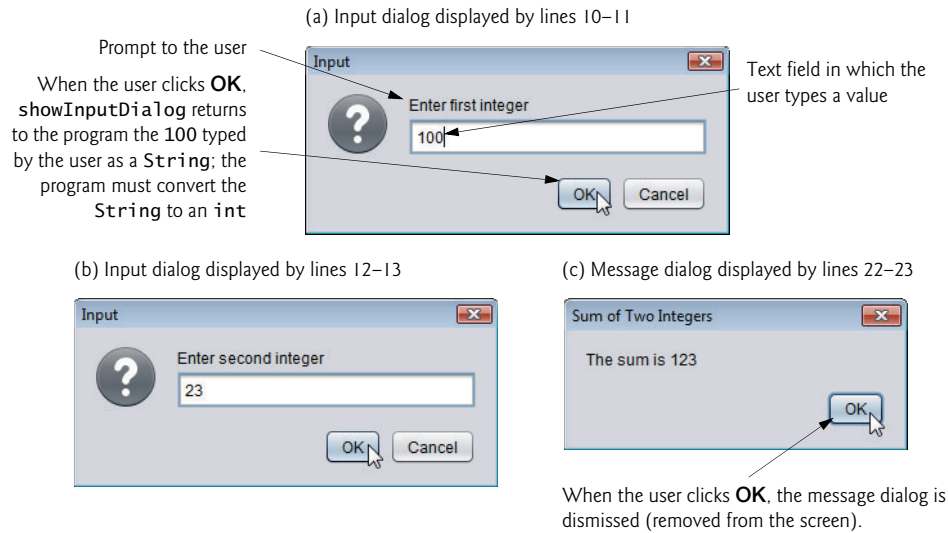 (a) Input dialog displayed by lines 10–11
Prompt to the user
When the user clicks OK,
showInputDialog returns
to the program the 100 typed
by the user as a String; the
program must convert the
String to an int
Input
Enter first integer
100
OK
Cancel
Text field in which the
user types a value
(b) Input dialog displayed by lines 12–13
Input
Enter second integer
23
OK
Cancel
(c) Message dialog displayed by lines 22–23
Sum of Two Integers
The sum is 123
OK
When the user clicks OK, the message dialog is
dismissed (removed from the screen).